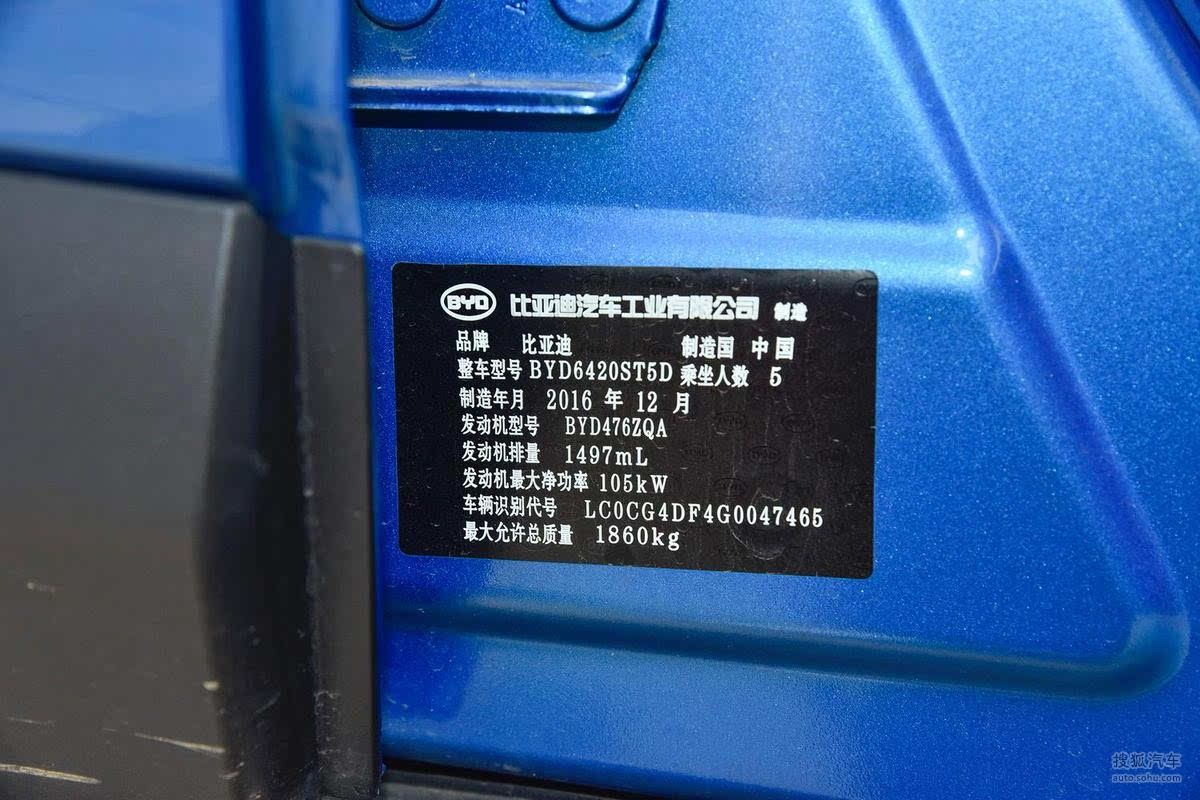 BYD 比亚迪汽车工业有限公司 制造
品牌 比亚迪 制造国 中国
整车型号 BYD6420ST5D 乘坐人数 5
制造年月 2016 年 12 月
发动机型号 BYD476ZQA
发动机排量 1497mL
发动机最大净功率 105kW
车辆识别代号 LC0CG4DF4G0047465
最大允许总质量 1860kg
搜狐汽车
auto.sohu.com